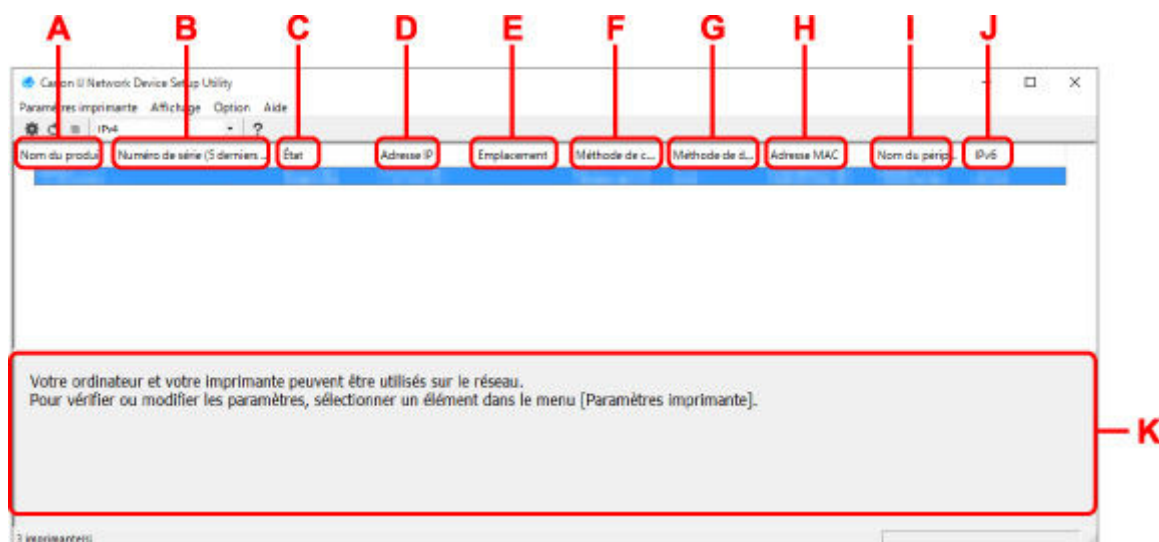 A B C D E F G H I J
Canon IJ Network Device Setup Utility
Paramètres imprimante Affichage Option Aide
IPv4 ?
Nom du produi Numéro de série (5 derniers ... État Adresse IP Emplacement Méthode de c... Méthode de d... Adresse MAC Nom du périp... IPv6
Votre ordinateur et votre imprimante peuvent être utilisés sur le réseau.
Pour vérifier ou modifier les paramètres, sélectionner un élément dans le menu [Paramètres imprimante].
K
3 imprimante(s)